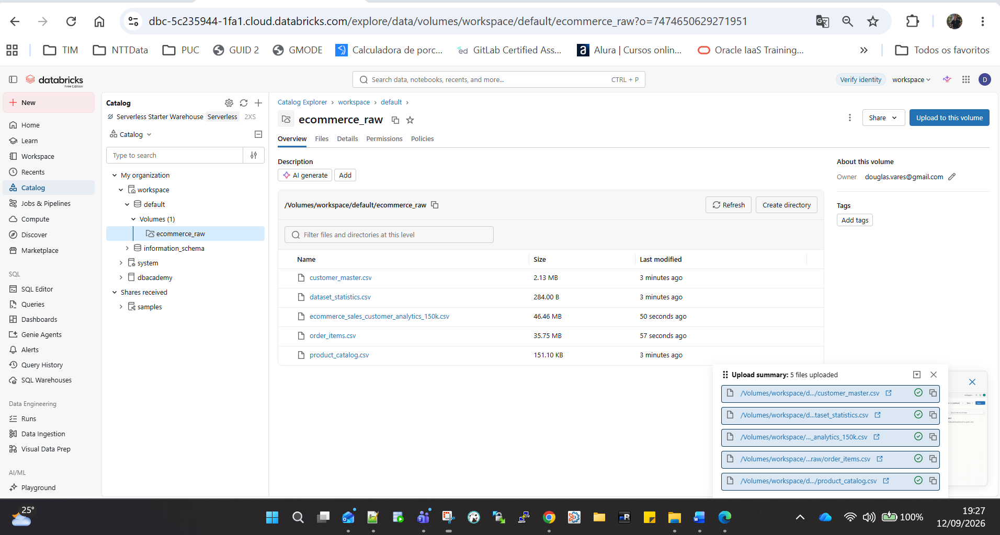 dbc-5c235944-1fa1.cloud.databricks.com/explore/data/volumes/workspace/default/ecommerce_raw?o=7474650629271951
TIM
NTTData
PUC
GUID 2
GMODE
Calculadora de porc...
GitLab Certified Ass...
Alura | Cursos onlin...
Oracle IaaS Training...
Todos os favoritos
databricks
Free Edition
Search data, notebooks, recents, and more...
CTRL + P
Verify identity
workspace
D
New
Home
Learn
Workspace
Recents
Catalog
Jobs & Pipelines
Compute
Discover
Marketplace
SQL
SQL Editor
Queries
Dashboards
Genie Agents
Alerts
Query History
SQL Warehouses
Data Engineering
Runs
Data Ingestion
Visual Data Prep
AI/ML
Playground
Catalog
Serverless Starter Warehouse Serverless 2XS
Catalog
Type to search
My organization
workspace
default
Volumes (1)
ecommerce_raw
information_schema
system
dbacademy
Shares received
samples
Catalog Explorer › workspace › default ›
ecommerce_raw
Share
Upload to this volume
Overview Files Details Permissions Policies
Description
AI generate
Add
/Volumes/workspace/default/ecommerce_raw
Refresh
Create directory
Filter files and directories at this level
Name Size Last modified
customer_master.csv 2.13 MB 3 minutes ago
dataset_statistics.csv 284.00 B 3 minutes ago
ecommerce_sales_customer_analytics_150k.csv 46.46 MB 50 seconds ago
order_items.csv 35.75 MB 57 seconds ago
product_catalog.csv 151.10 KB 3 minutes ago
About this volume
Owner douglas.vares@gmail.com
Tags
Add tags
Upload summary: 5 files uploaded
/Volumes/workspace/d.../customer_master.csv
/Volumes/workspace/d...taset_statistics.csv
/Volumes/workspace/..._analytics_150k.csv
/Volumes/workspace/...raw/order_items.csv
/Volumes/workspace/d.../product_catalog.csv
25°
100%
19:27
12/09/2026